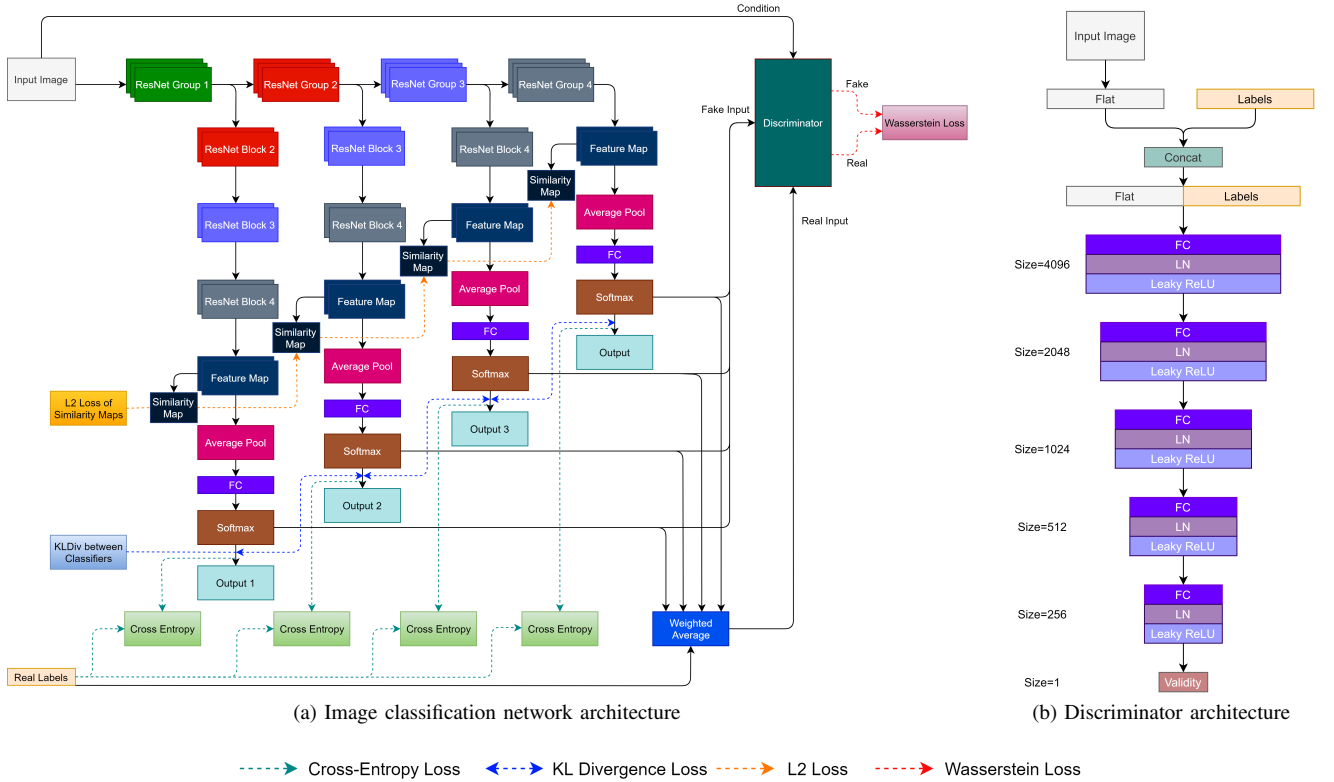 Condition
Input Image
ResNet Group 1
ResNet Group 2
ResNet Group 3
ResNet Group 4
Fake Input
Discriminator
Fake
Real
Wasserstein Loss
Real Input
ResNet Block 2
ResNet Block 3
ResNet Block 4
Feature Map
Similarity
Map
Average Pool
FC
Softmax
Output 1
ResNet Block 3
ResNet Block 4
Feature Map
Similarity
Map
Average Pool
FC
Softmax
Output 2
ResNet Block 4
Feature Map
Similarity
Map
Average Pool
FC
Softmax
Output 3
Feature Map
Similarity
Map
Average Pool
FC
Softmax
Output
L2 Loss of
Similarity Maps
KLDiv between
Classifiers
Cross Entropy
Cross Entropy
Cross Entropy
Cross Entropy
Weighted
Average
Real Labels
(a) Image classification network architecture
Input Image
Flat
Labels
Concat
Flat
Labels
Size=4096
FC
LN
Leaky ReLU
Size=2048
FC
LN
Leaky ReLU
Size=1024
FC
LN
Leaky ReLU
Size=512
FC
LN
Leaky ReLU
Size=256
FC
LN
Leaky ReLU
Size=1
Validity
(b) Discriminator architecture
Cross-Entropy Loss
KL Divergence Loss
L2 Loss
Wasserstein Loss